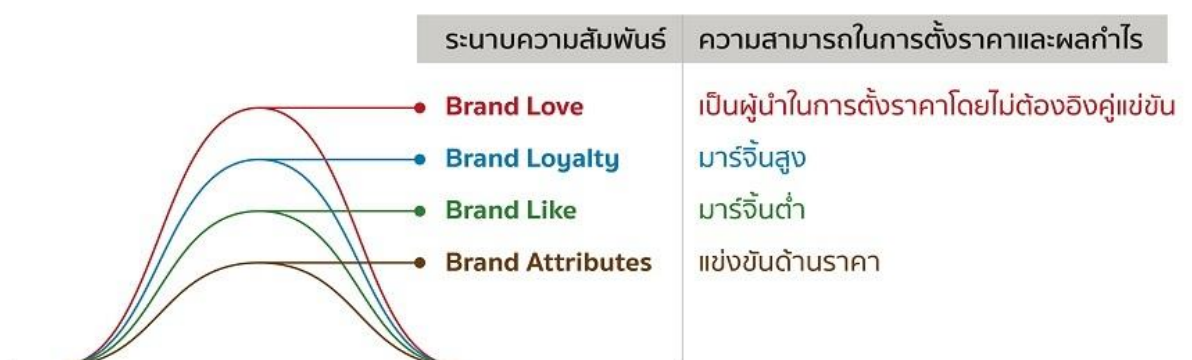 ระนาบความสัมพันธ์ ความสามารถในการตั้งราคาและผลกำไร
Brand Love เป็นผู้นำในการตั้งราคาโดยไม่ต้องอิงคู่แข่งขัน
Brand Loyalty มาร์จิ้นสูง
Brand Like มาร์จิ้นต่ำ
Brand Attributes แข่งขันด้านราคา